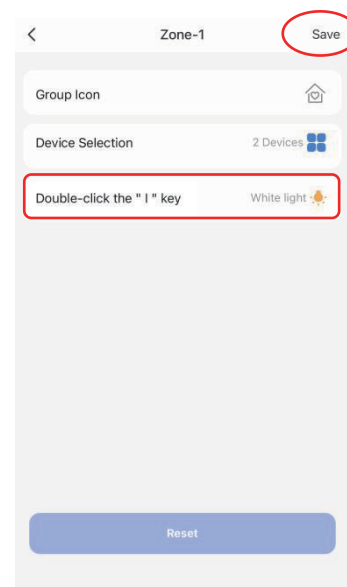 Zone-1 Save
Group Icon
Device Selection 2 Devices
Double-click the " I " key White light
Reset